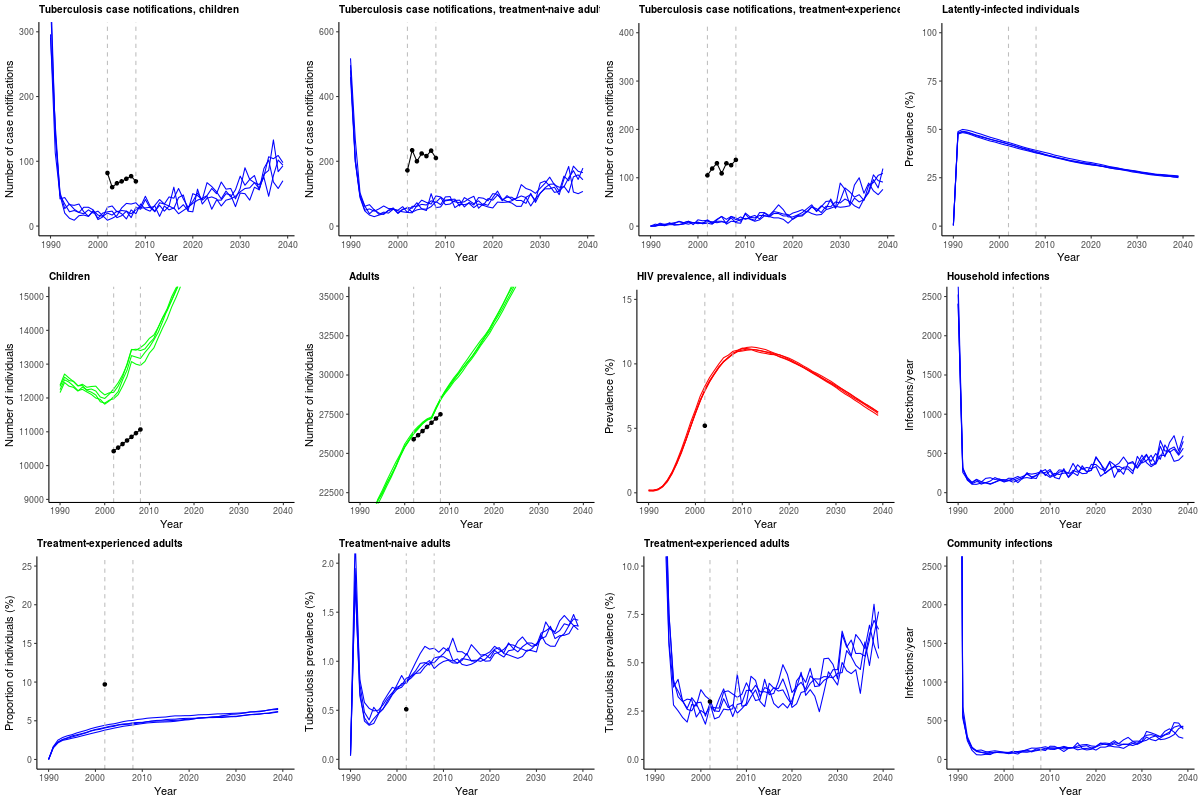 Tuberculosis case notifications, children
Number of case notifications
300
200
100
0
1990 2000 2010 2020 2030 2040
Year
Tuberculosis case notifications, treatment-naive adult
Number of case notifications
600
400
200
0
1990 2000 2010 2020 2030 2040
Year
Tuberculosis case notifications, treatment-experience
Number of case notifications
400
300
200
100
0
1990 2000 2010 2020 2030 2040
Year
Latently-infected individuals
Prevalence (%)
100
75
50
25
0
1990 2000 2010 2020 2030 2040
Year
Children
Number of individuals
15000
14000
13000
12000
11000
10000
9000
1990 2000 2010 2020 2030 2040
Year
Adults
Number of individuals
35000
32500
30000
27500
25000
22500
1990 2000 2010 2020 2030 2040
Year
HIV prevalence, all individuals
Prevalence (%)
15
10
5
0
1990 2000 2010 2020 2030 2040
Year
Household infections
Infections/year
2500
2000
1500
1000
500
0
1990 2000 2010 2020 2030 2040
Year
Treatment-experienced adults
Proportion of individuals (%)
25
20
15
10
5
0
1990 2000 2010 2020 2030 2040
Year
Treatment-naive adults
Tuberculosis prevalence (%)
2.0
1.5
1.0
0.5
0.0
1990 2000 2010 2020 2030 2040
Year
Treatment-experienced adults
Tuberculosis prevalence (%)
10.0
7.5
5.0
2.5
0.0
1990 2000 2010 2020 2030 2040
Year
Community infections
Infections/year
2500
2000
1500
1000
500
0
1990 2000 2010 2020 2030 2040
Year